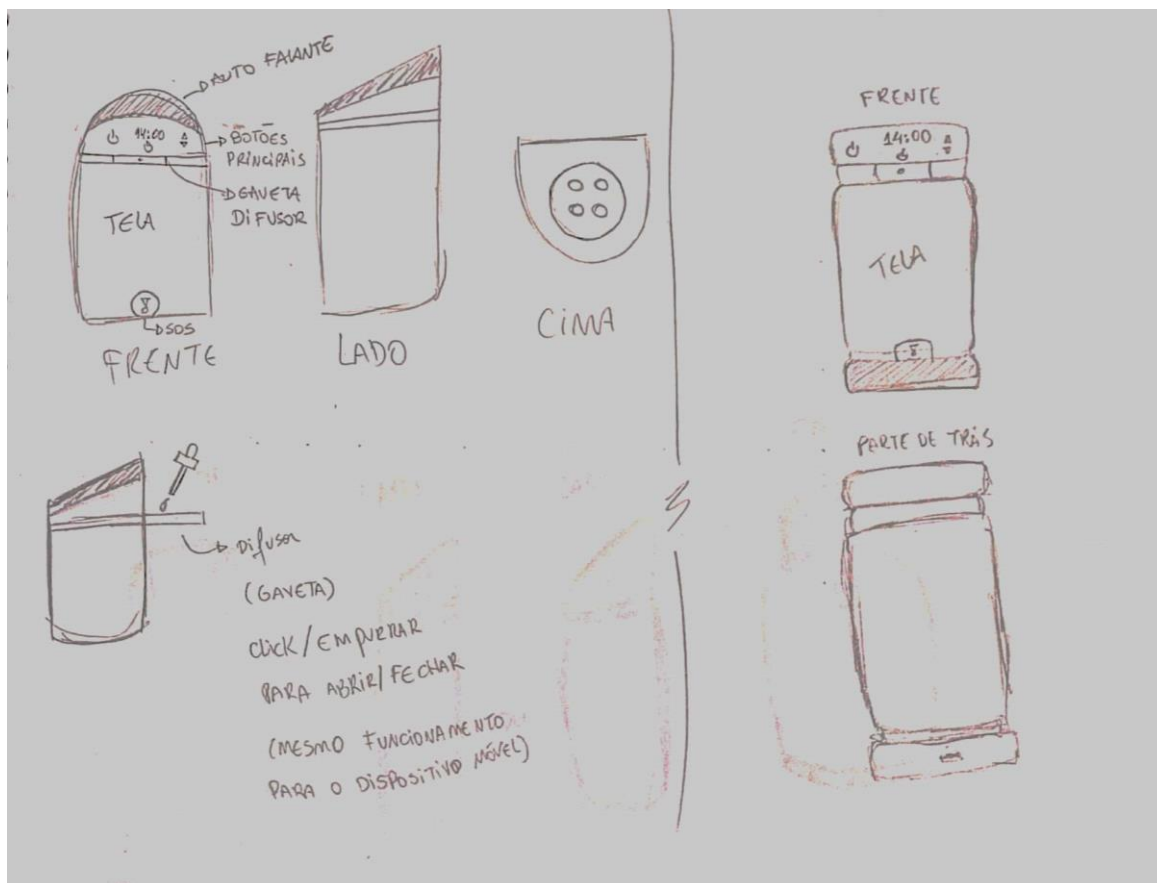 AUTO FALANTE
14:00
BOTÕES
PRINCIPAIS
GAVETA
DIFUSOR
TELA
SOS
FRENTE
LADO
CIMA
Difusor
(GAVETA)
CLICK/EMPURRAR
PARA ABRIR/FECHAR
(MESMO FUNCIONAMENTO
PARA O DISPOSITIVO MÓVEL)
FRENTE
14:00
TELA
PARTE DE TRÁS